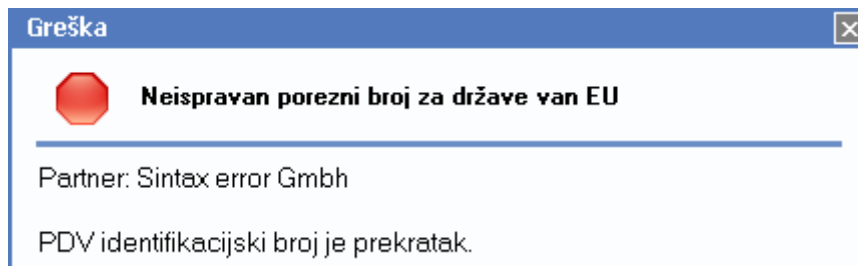 Greška
Neispravan porezni broj za države van EU
Partner: Sintax error Gmbh
PDV identifikacijski broj je prekratak.